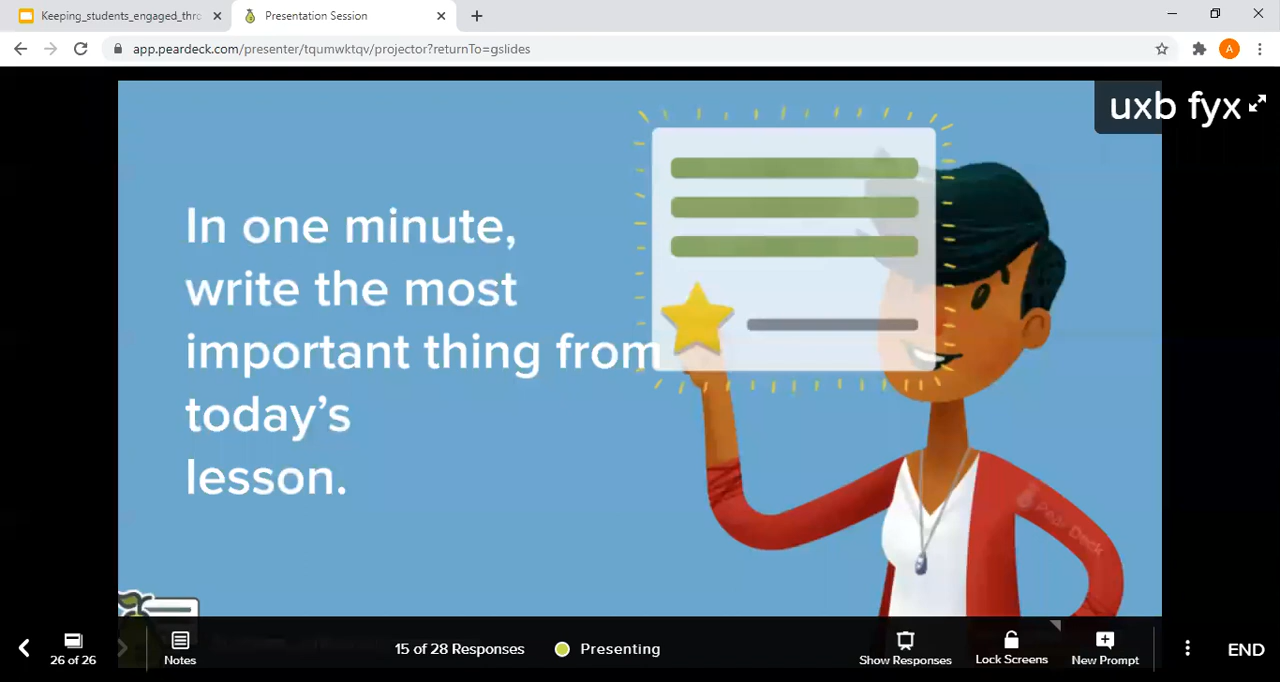 Keeping_students_engaged_thro
Presentation Session
app.peardeck.com/presenter/tqumwktqv/projector?returnTo=gslides
A
uxb fyx
In one minute,
write the most
important thing from
today's
lesson.
Pear Deck
26 of 26
Notes
15 of 28 Responses
Presenting
Show Responses
Lock Screens
New Prompt
END